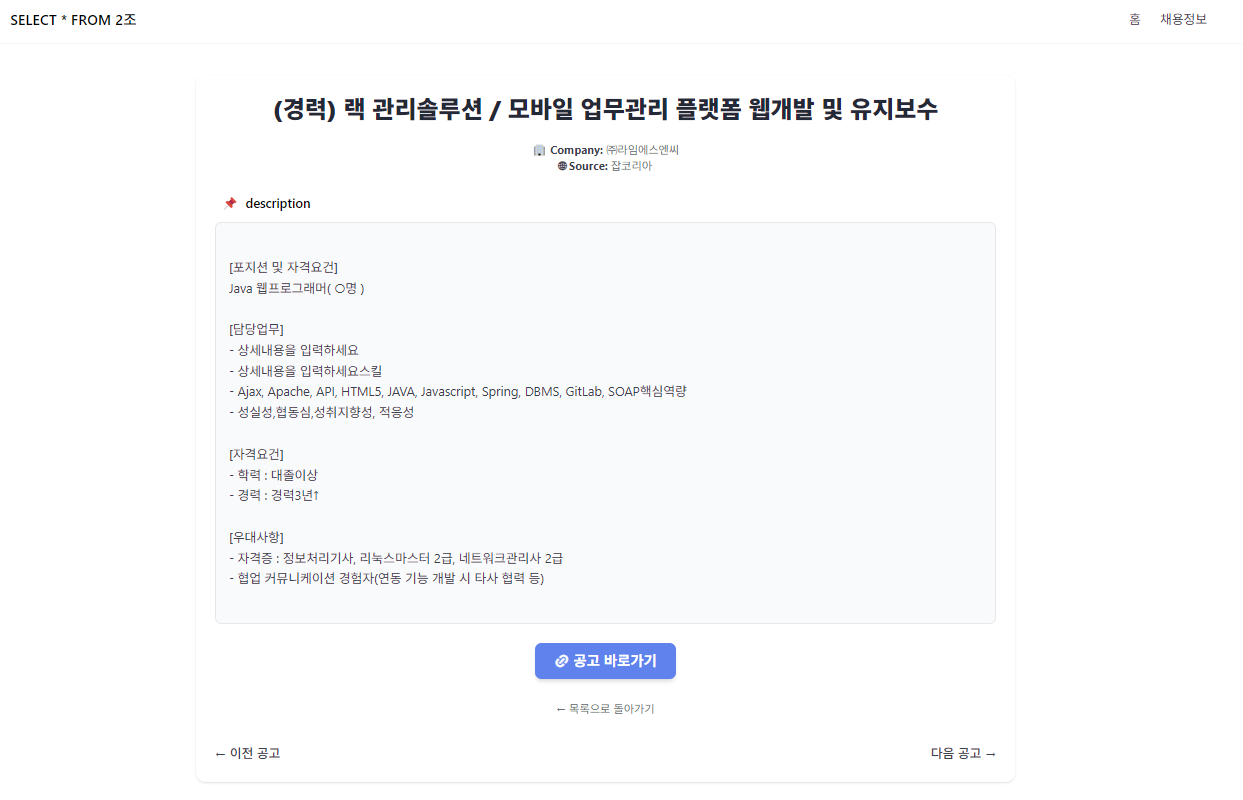 SELECT * FROM 2조
홈 채용정보
(경력) 랙 관리솔루션 / 모바일 업무관리 플랫폼 웹개발 및 유지보수
Company: ㈜라임에스엔씨
Source: 잡코리아
description
[포지션 및 자격요건]
Java 웹프로그래머( ○명 )
[담당업무]
- 상세내용을 입력하세요
- 상세내용을 입력하세요스킬
- Ajax, Apache, API, HTML5, JAVA, Javascript, Spring, DBMS, GitLab, SOAP핵심역량
- 성실성,협동심,성취지향성, 적응성
[자격요건]
- 학력 : 대졸이상
- 경력 : 경력3년↑
[우대사항]
- 자격증 : 정보처리기사, 리눅스마스터 2급, 네트워크관리사 2급
- 협업 커뮤니케이션 경험자(연동 기능 개발 시 타사 협력 등)
공고 바로가기
← 목록으로 돌아가기
← 이전 공고
다음 공고 →